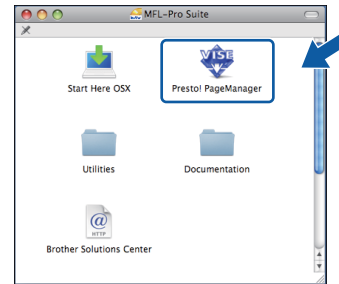 MFL-Pro Suite
VISE
Start Here OSX
Presto! PageManager
Utilities
Documentation
@
HTTP
Brother Solutions Center